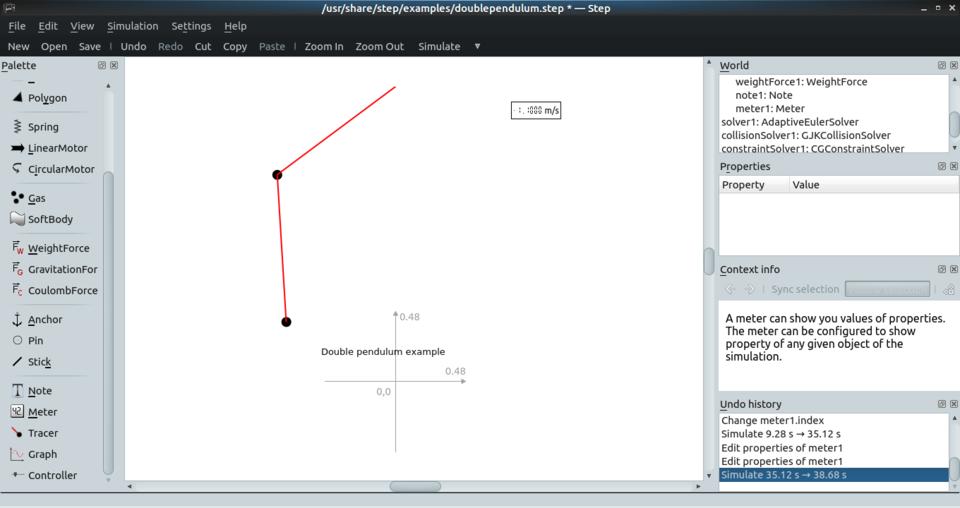 /usr/share/step/examples/doublependulum.step * — Step
File Edit View Simulation Settings Help
New Open Save Undo Redo Cut Copy Paste Zoom In Zoom Out Simulate
Palette
Polygon
Spring
LinearMotor
CircularMotor
Gas
SoftBody
WeightForce
GravitationFor
CoulombForce
Anchor
Pin
Stick
Note
Meter
Tracer
Graph
Controller
m/s
0.48
Double pendulum example
0.48
0,0
World
weightForce1: WeightForce
note1: Note
meter1: Meter
solver1: AdaptiveEulerSolver
collisionSolver: GJKCollisionSolver
constraintSolver: CGConstraintSolver
Properties
Property Value
Context info
Sync selection
A meter can show you values of properties.
The meter can be configured to show
property of any given object of the
simulation.
Undo history
Change meter1.index
Simulate 9.28 s → 35.12 s
Edit properties of meter1
Edit properties of meter1
Simulate 35.12 s → 38.68 s